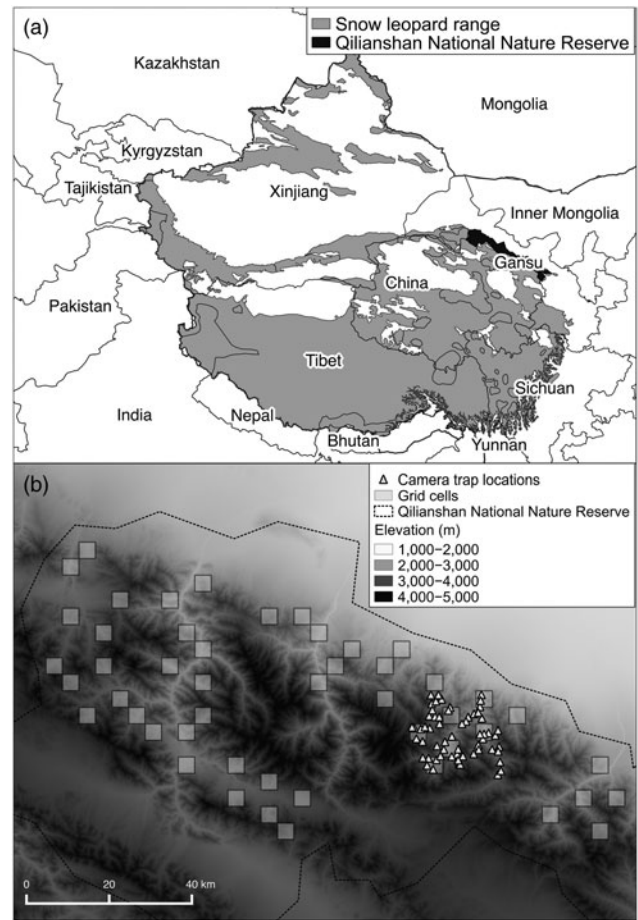 (a)
Snow leopard range
Qilianshan National Nature Reserve
Kazakhstan
Mongolia
Kyrgyzstan
Tajikistan
Xinjiang
Inner Mongolia
Gansu
China
Pakistan
Tibet
Sichuan
India
Nepal
Bhutan
Yunnan
(b)
Camera trap locations
Grid cells
Qilianshan National Nature Reserve
Elevation (m)
1,000–2,000
2,000–3,000
3,000–4,000
4,000–5,000
0 20 40 km